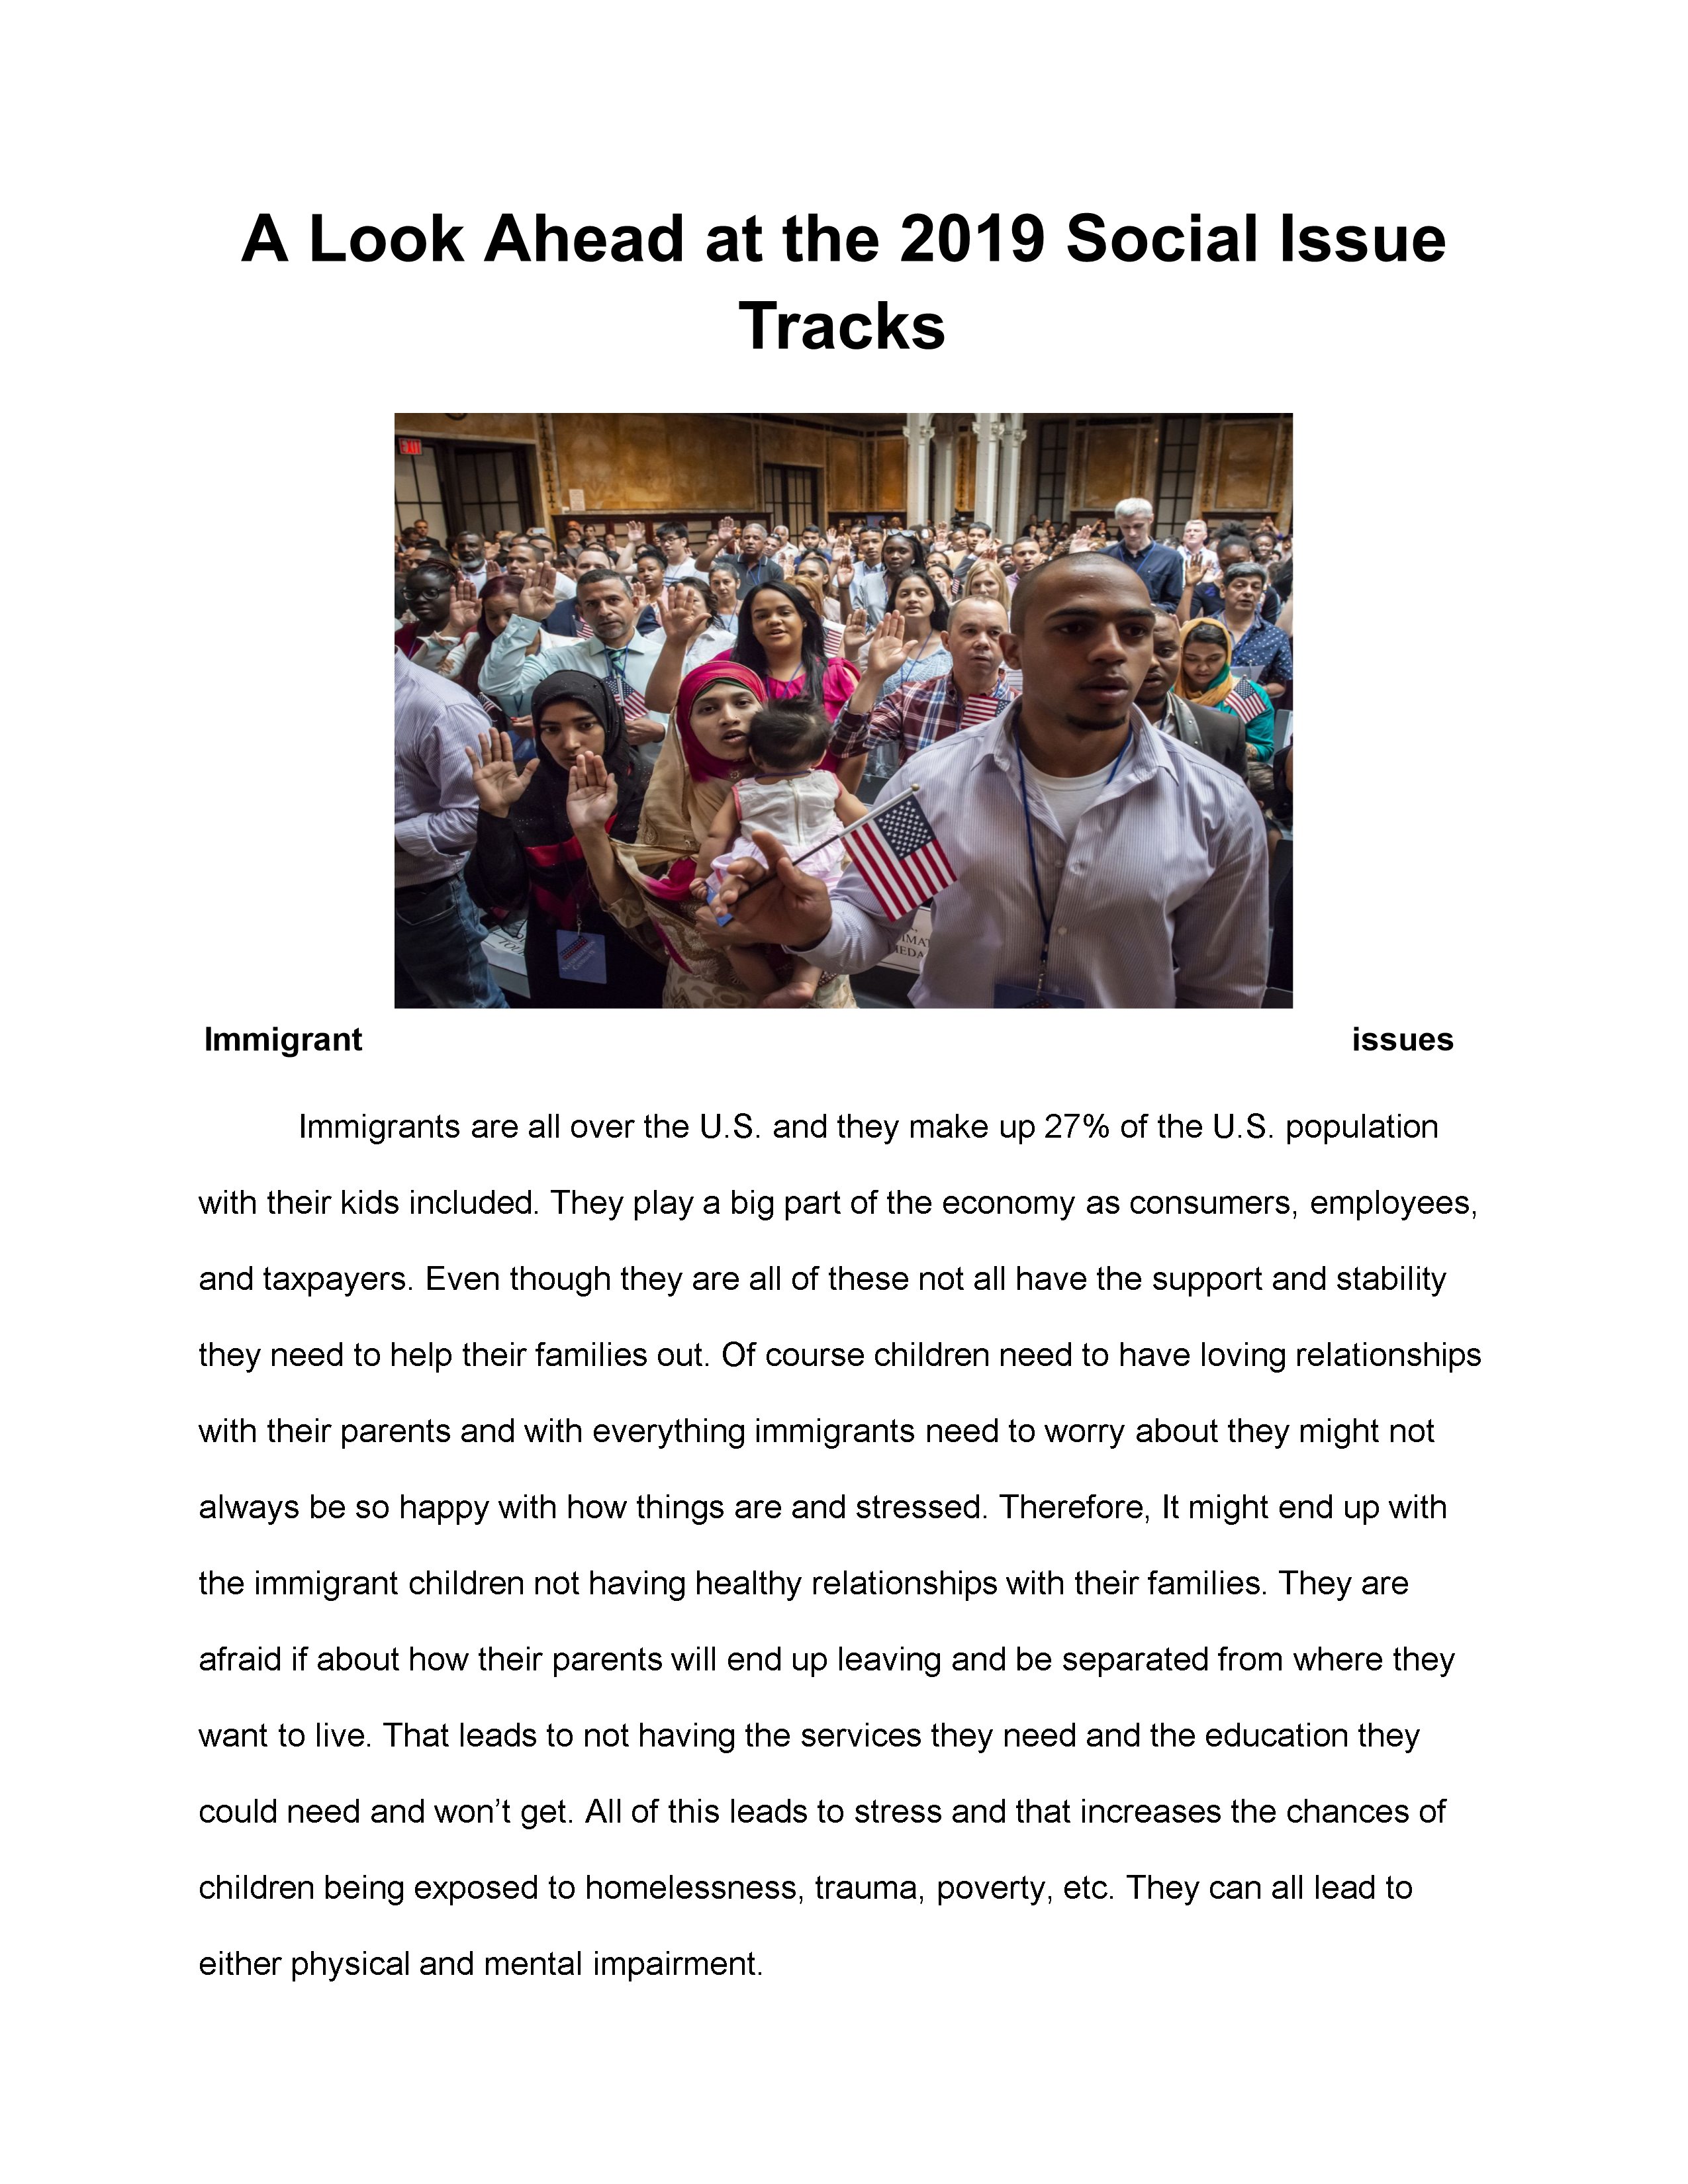 A Look Ahead at the 2019 Social Issue
Tracks
EXIT
Immigrant issues
Immigrants are all over the U.S. and they make up 27% of the U.S. population
with their kids included. They play a big part of the economy as consumers, employees,
and taxpayers. Even though they are all of these not all have the support and stability
they need to help their families out. Of course children need to have loving relationships
with their parents and with everything immigrants need to worry about they might not
always be so happy with how things are and stressed. Therefore, It might end up with
the immigrant children not having healthy relationships with their families. They are
afraid if about how their parents will end up leaving and be separated from where they
want to live. That leads to not having the services they need and the education they
could need and won’t get. All of this leads to stress and that increases the chances of
children being exposed to homelessness, trauma, poverty, etc. They can all lead to
either physical and mental impairment.